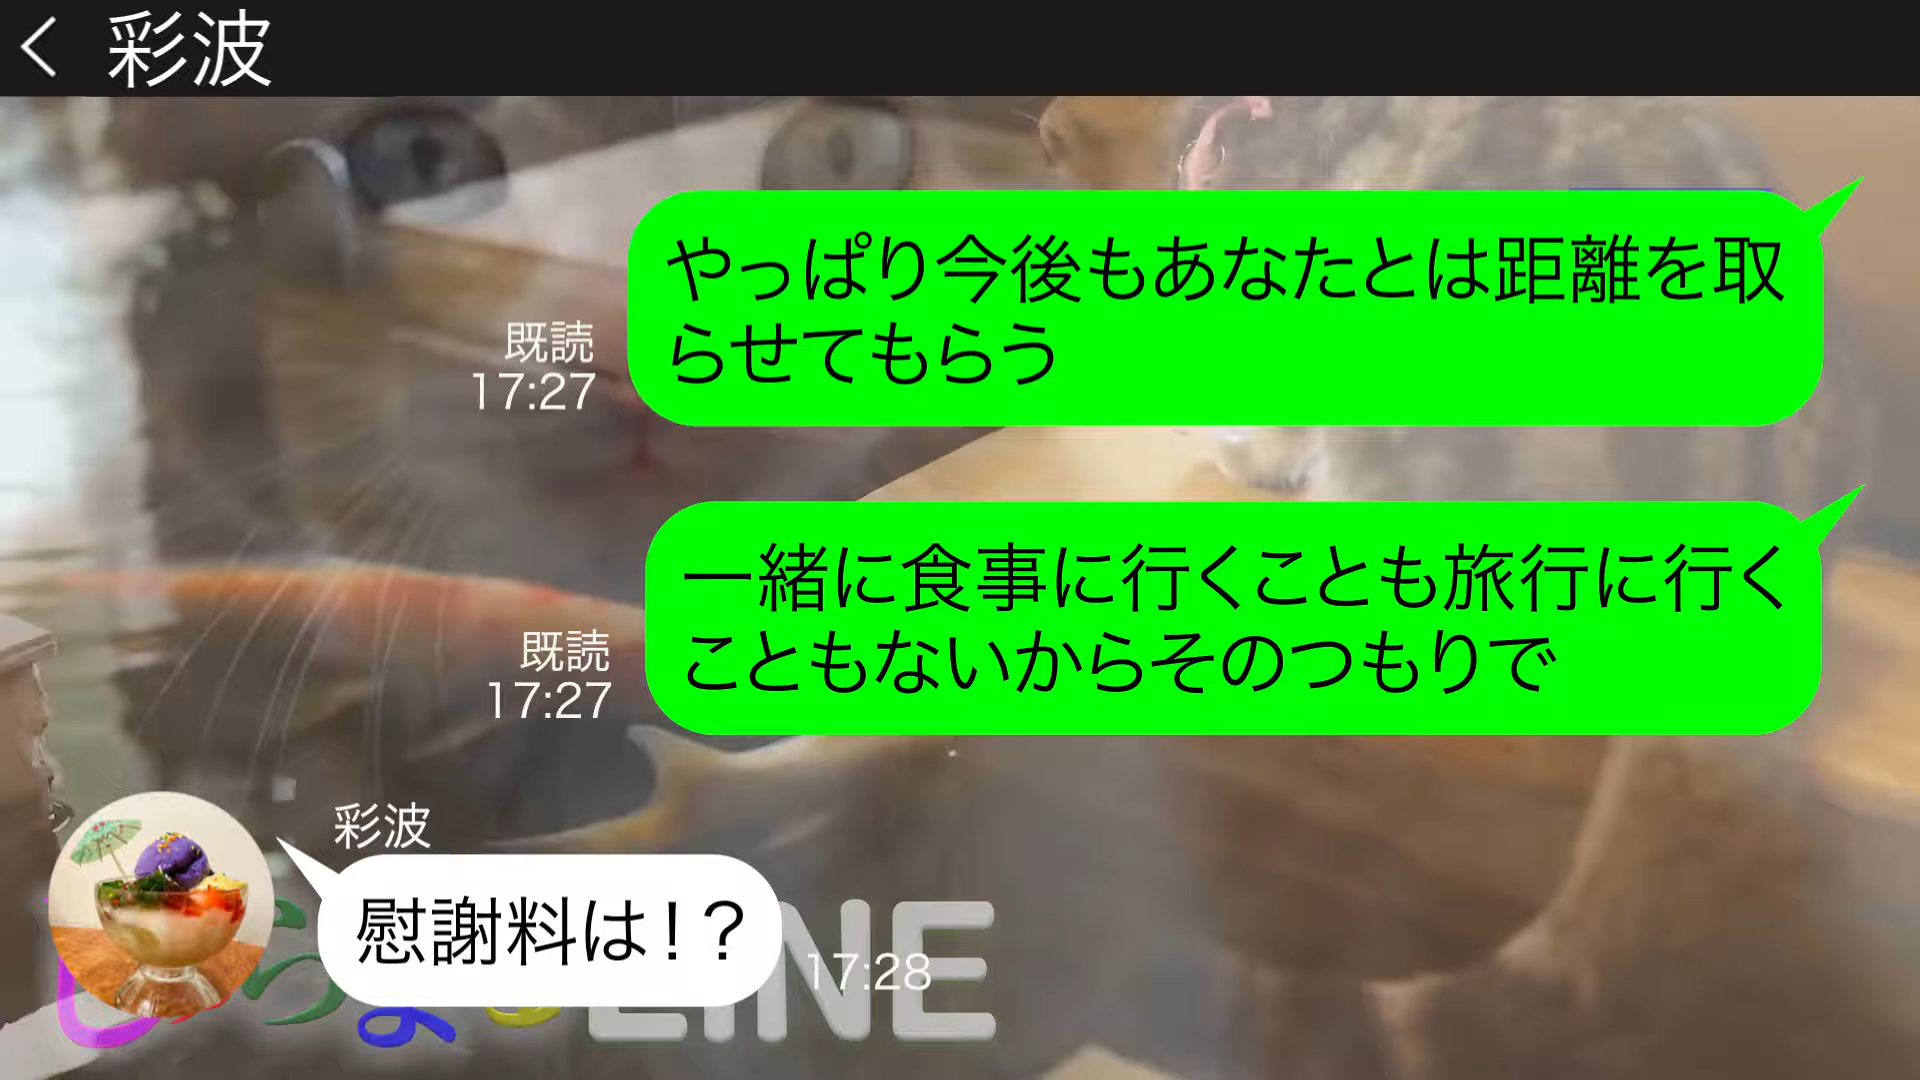 彩波
やっぱり今後もあなたとは距離を取
らせてもらう
既読
17:27
一緒に食事に行くことも旅行に行く
こともないからそのつもりで
既読
17:27
彩波
慰謝料は！？
17:28
LINE